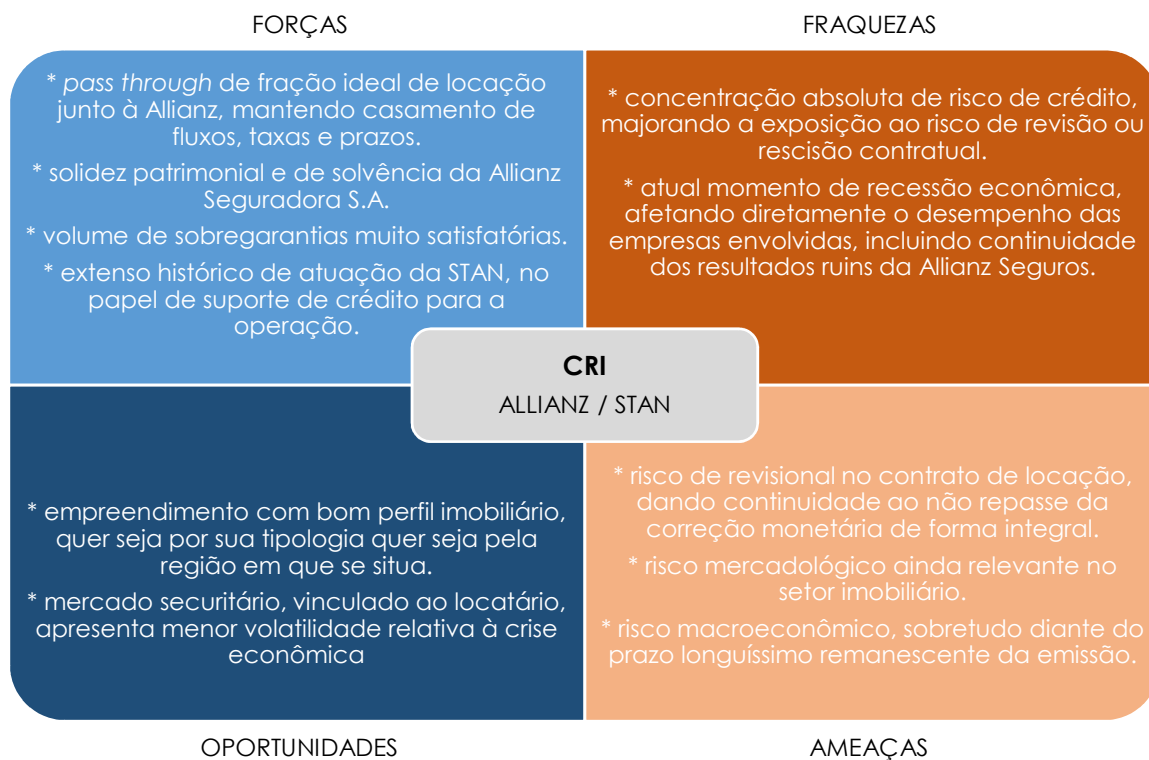 FORÇAS
* pass through de fração ideal de locação
junto à Allianz, mantendo casamento de
fluxos, taxas e prazos.
* solidez patrimonial e de solvência da Allianz
Seguradora S.A.
* volume de sobregarantias muito satisfatórias.
* extenso histórico de atuação da STAN, no
papel de suporte de crédito para a
operação.
FRAQUEZAS
* concentração absoluta de risco de crédito,
majorando a exposição ao risco de revisão ou
rescisão contratual.
* atual momento de recessão econômica,
afetando diretamente o desempenho das
empresas envolvidas, incluindo continuidade
dos resultados ruins da Allianz Seguros.
CRI
ALLIANZ / STAN
* empreendimento com bom perfil imobiliário,
quer seja por sua tipologia quer seja pela
região em que se situa.
* mercado securitário, vinculado ao locatário,
apresenta menor volatilidade relativa à crise
econômica
OPORTUNIDADES
* risco de revisional no contrato de locação,
dando continuidade ao não repasse da
correção monetária de forma integral.
* risco mercadológico ainda relevante no
setor imobiliário.
* risco macroeconômico, sobretudo diante do
prazo longuíssimo remanescente da emissão.
AMEAÇAS